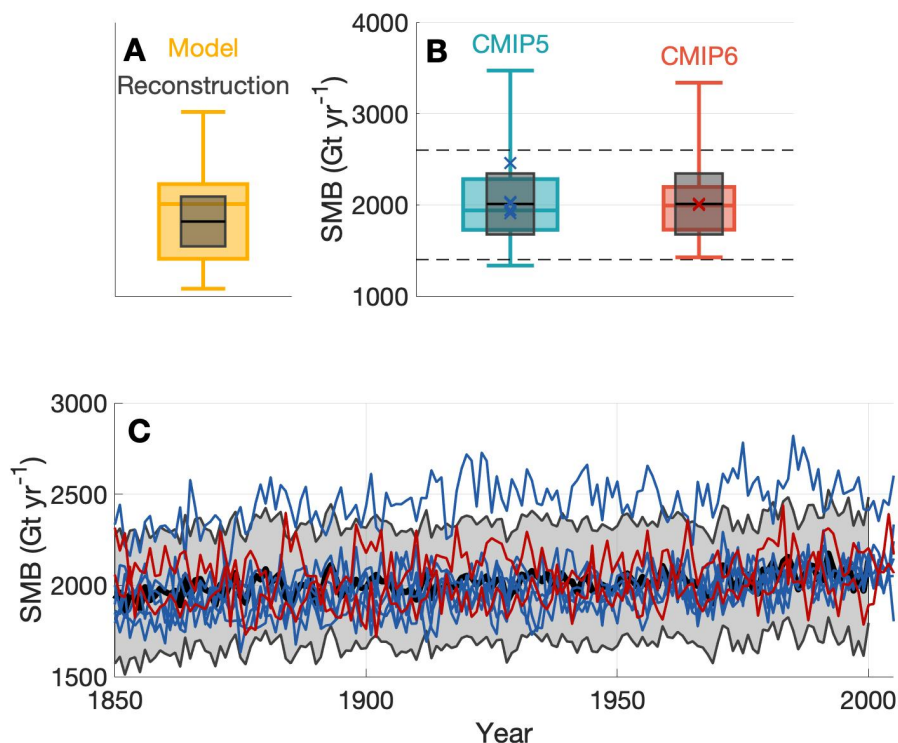 A
Model
Reconstruction
B
CMIP5
CMIP6
SMB (Gt yr⁻¹)
4000
3000
2000
1000
C
SMB (Gt yr⁻¹)
3000
2500
2000
1500
1850
1900
1950
2000
Year